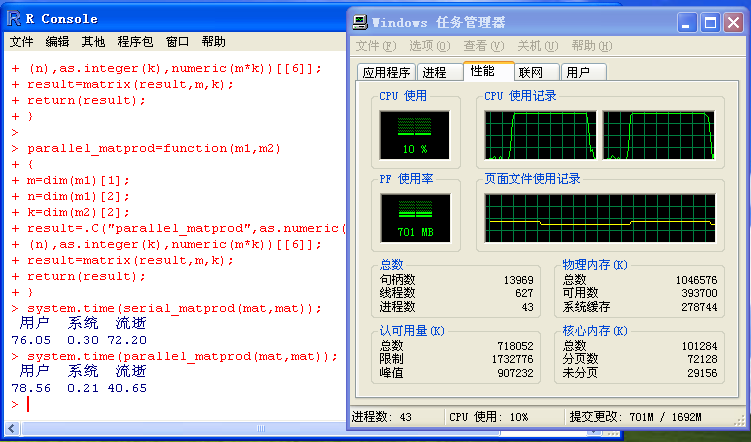 R Console
文件 编辑 其他 程序包 窗口 帮助
+ (n),as.integer(k),numeric(m*k))[[6]];
+ result=matrix(result,m,k);
+ return(result);
+ }
>
> parallel_matprod=function(m1,m2)
+ {
+ m=dim(m1)[1];
+ n=dim(m1)[2];
+ k=dim(m2)[2];
+ result=.C("parallel_matprod",as.numeric(
+ (n),as.integer(k),numeric(m*k))[[6]];
+ result=matrix(result,m,k);
+ return(result);
+ }
> system.time(serial_matprod(mat,mat));
用户 系统 流逝
76.05 0.30 72.20
> system.time(parallel_matprod(mat,mat));
用户 系统 流逝
78.56 0.21 40.65
>
Windows 任务管理器
文件(F) 选项(O) 查看(V) 关机(U) 帮助(H)
应用程序 进程 性能 联网 用户
CPU 使用
10 %
CPU 使用记录
PF 使用率
701 MB
页面文件使用记录
总数
句柄数 13969
线程数 627
进程数 43
物理内存(K)
总数 1046576
可用数 393700
系统缓存 278744
认可用量(K)
总数 718052
限制 1732776
峰值 907232
核心内存(K)
总数 101284
分页数 72128
未分页 29156
进程数: 43 CPU 使用: 10% 提交更改: 701M / 1692M